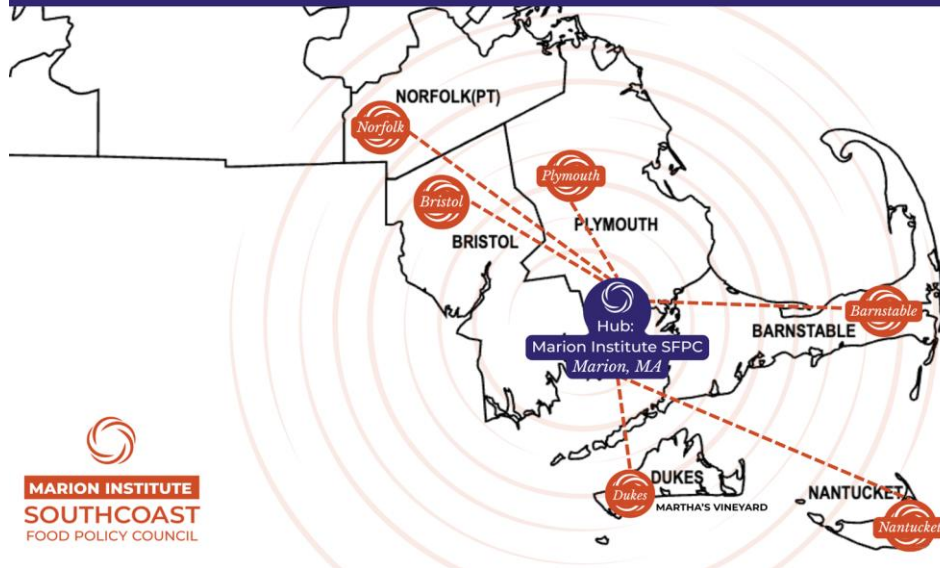 NORFOLK(PT)
Norfolk
Plymouth
Bristol
PLYMOUTH
BRISTOL
Hub:
Marion Institute SFPC
Marion, MA
Barnstable
BARNSTABLE
DUKES
Dukes
MARTHA'S VINEYARD
NANTUCKET
Nantucket
MARION INSTITUTE
SOUTHCOAST
FOOD POLICY COUNCIL